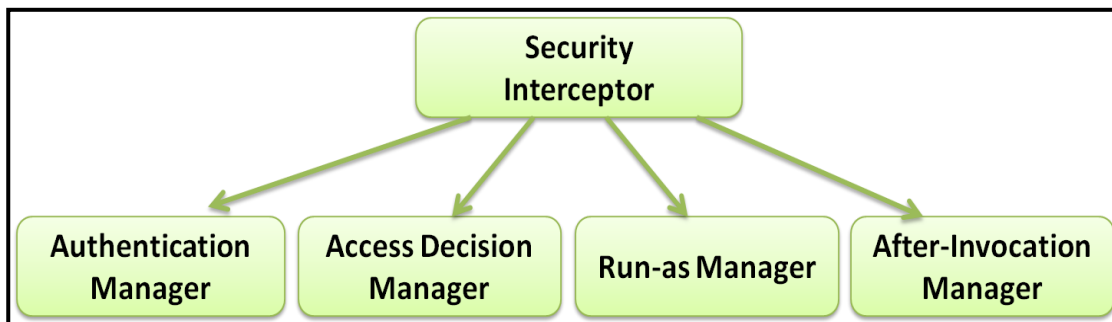 Security
Interceptor
Authentication
Manager
Access Decision
Manager
Run-as Manager
After-Invocation
Manager